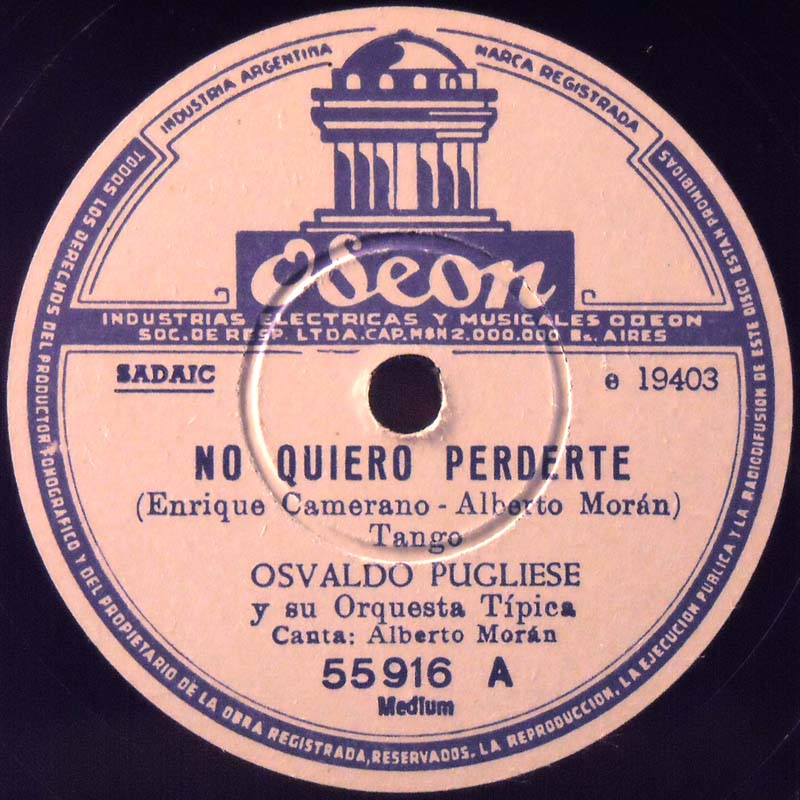 INDUSTRIA ARGENTINA
MARCA REGISTRADA
Odeon
INDUSTRIAS ELECTRICAS Y MUSICALES ODEON
SOC. DE RESP. LTDA. CAP. M$N 2.000.000 Bs. AIRES
SADAIC
e 19403
NO QUIERO PERDERTE
(Enrique Camerano - Alberto Morán)
Tango
OSVALDO PUGLIESE
y su Orquesta Típica
Canta: Alberto Morán
55916 A
Medium
TODOS LOS DERECHOS DEL PRODUCTOR FONOGRAFICO Y DEL PROPIETARIO DE LA OBRA REGISTRADA, RESERVADOS. LA REPRODUCCION, LA EJECUCION PUBLICA Y LA RADIODIFUSION DE ESTE DISCO ESTAN PROHIBIDAS